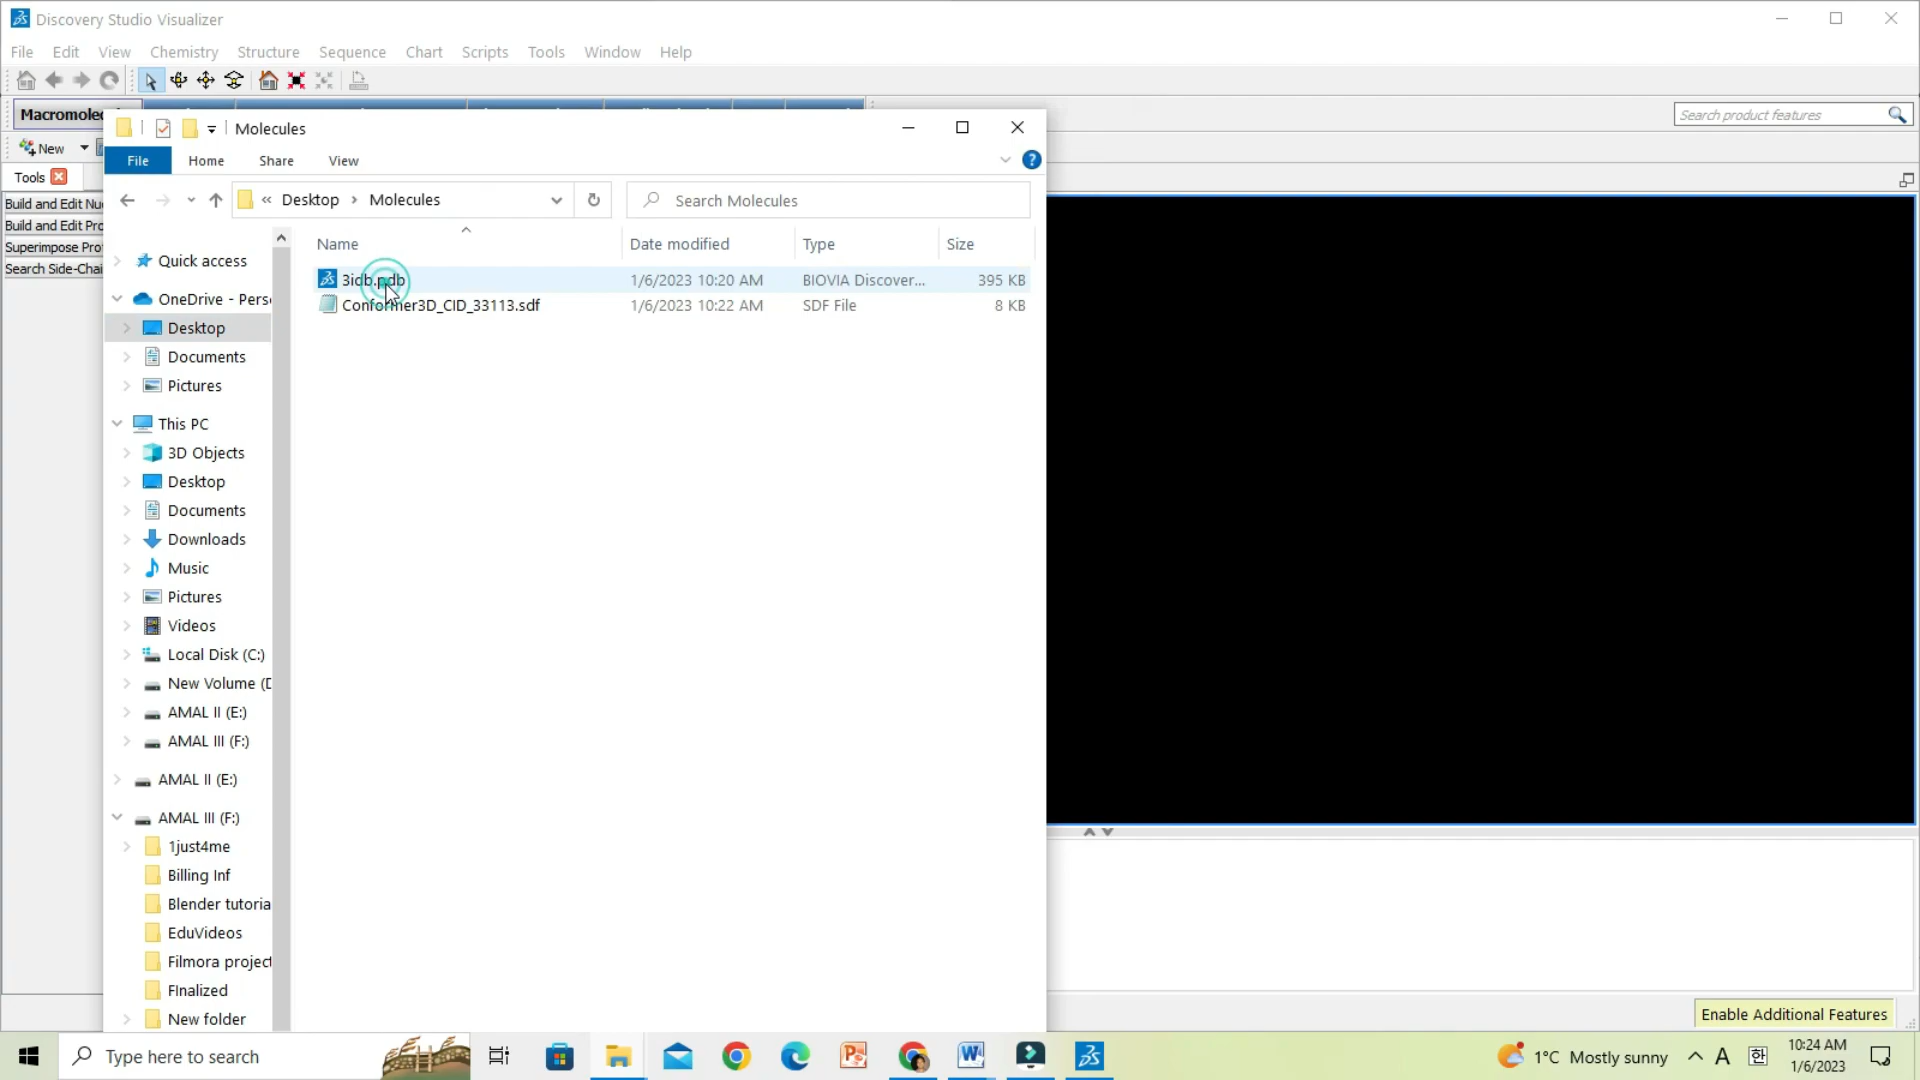 Discovery Studio Visualizer
File Edit View Chemistry Structure Sequence Chart Scripts Tools Window Help
Macromole
Search product features
New
Tools
Build and Edit Nu
Build and Edit Pro
Superimpose Pro
Search Side-Chai
Molecules
File Home Share View
« Desktop > Molecules
Search Molecules
Name Date modified Type Size
3idb.pdb 1/6/2023 10:20 AM BIOVIA Discover... 395 KB
Conformer3D_CID_33113.sdf 1/6/2023 10:22 AM SDF File 8 KB
Quick access
OneDrive - Pers
Desktop
Documents
Pictures
This PC
3D Objects
Desktop
Documents
Downloads
Music
Pictures
Videos
Local Disk (C:)
New Volume (D
AMAL II (E:)
AMAL III (F:)
AMAL II (E:)
AMAL III (F:)
1just4me
Billing Inf
Blender tutoria
EduVideos
Filmora project
FInalized
New folder
Enable Additional Features
Type here to search
1°C Mostly sunny
A
한
10:24 AM
1/6/2023